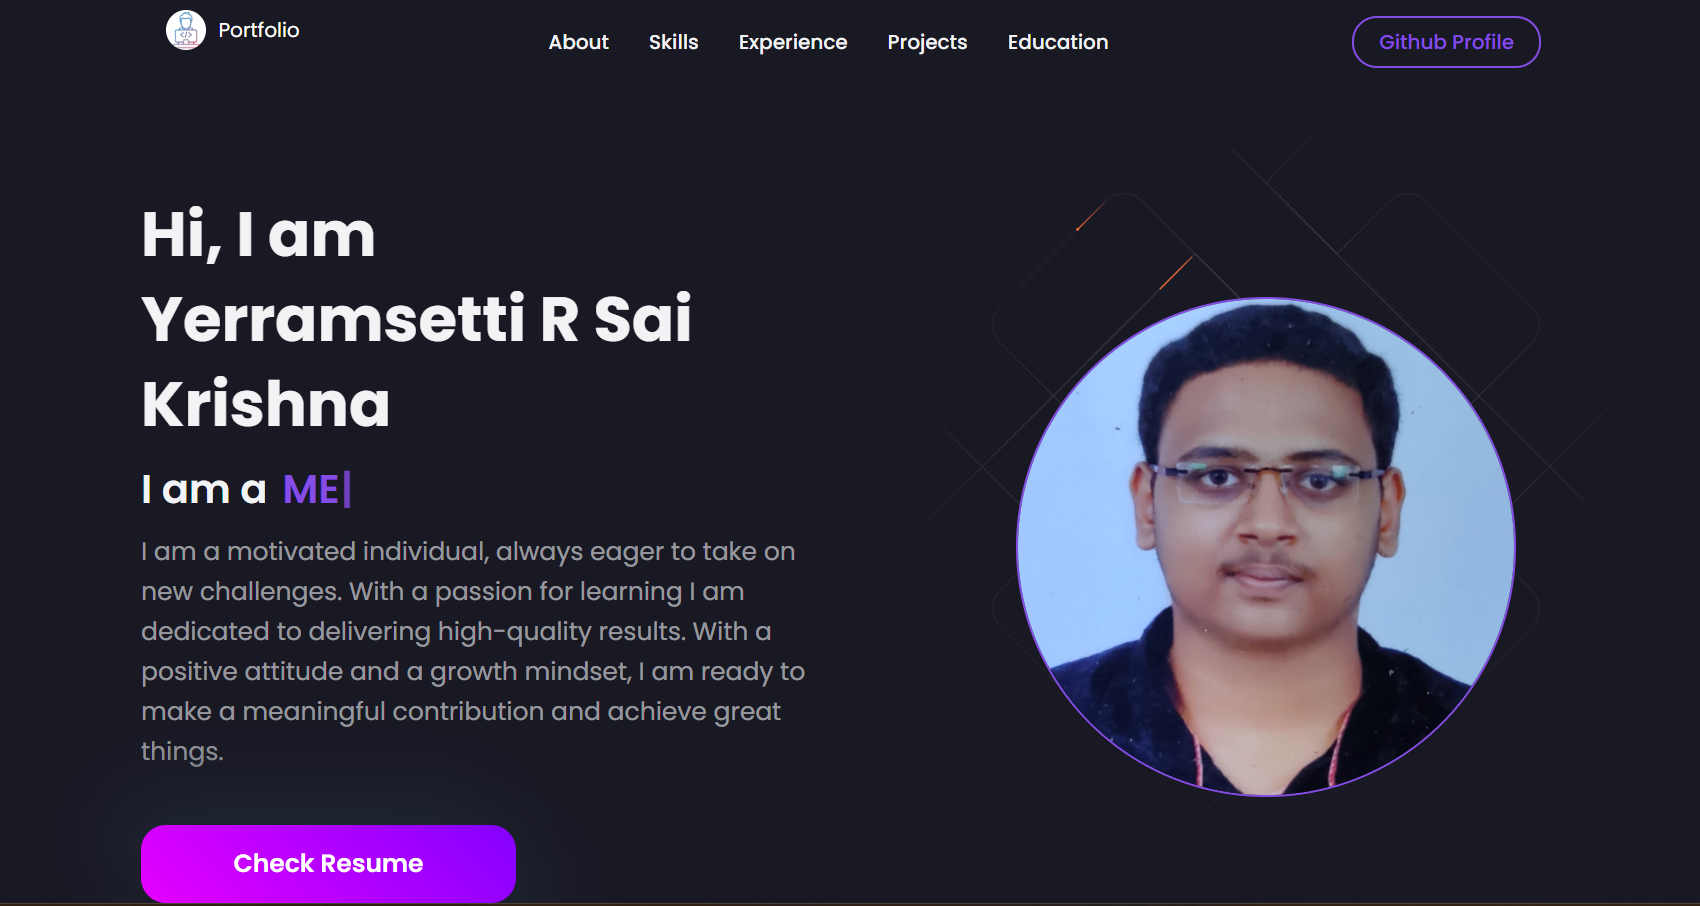 Portfolio
About Skills Experience Projects Education
Github Profile
Hi, I am
Yerramsetti R Sai
Krishna
I am a ME|
I am a motivated individual, always eager to take on
new challenges. With a passion for learning I am
dedicated to delivering high-quality results. With a
positive attitude and a growth mindset, I am ready to
make a meaningful contribution and achieve great
things.
Check Resume